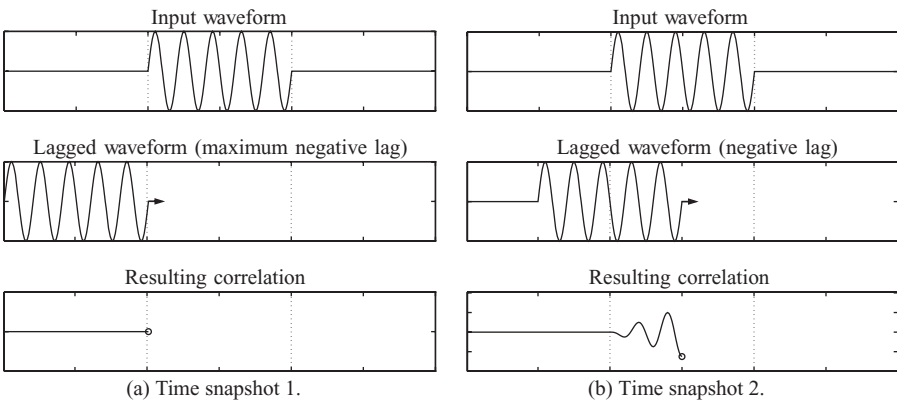 Input waveform
Lagged waveform (maximum negative lag)
Resulting correlation
(a) Time snapshot 1.
Input waveform
Lagged waveform (negative lag)
Resulting correlation
(b) Time snapshot 2.